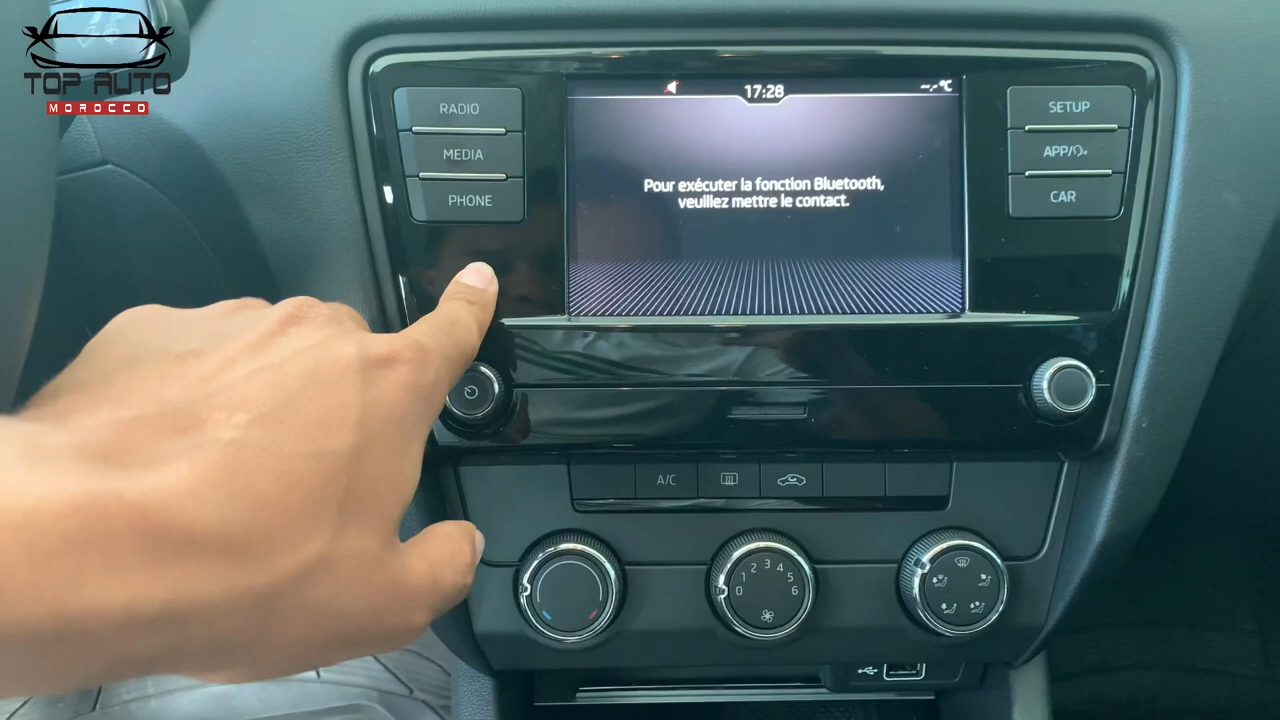 TOP AUTO
MOROCCO
RADIO
MEDIA
PHONE
17:28
--,-°C
Pour exécuter la fonction Bluetooth,
veuillez mettre le contact.
SETUP
APP/
CAR
A/C
0 1 2 3 4 5 6